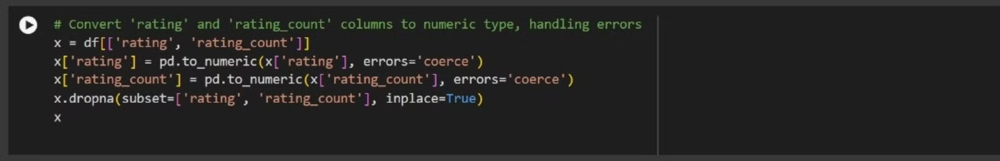 # Convert 'rating' and 'rating_count' columns to numeric type, handling errors
x = df[['rating', 'rating_count']]
x['rating'] = pd.to_numeric(x['rating'], errors='coerce')
x['rating_count'] = pd.to_numeric(x['rating_count'], errors='coerce')
x.dropna(subset=['rating', 'rating_count'], inplace=True)
x